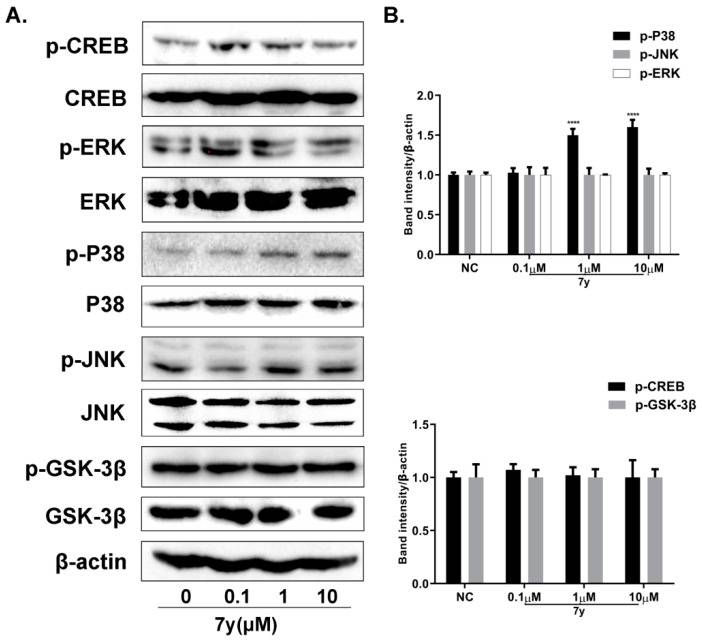 A.
p-CREB
CREB
p-ERK
ERK
p-P38
P38
p-JNK
JNK
p-GSK-3β
GSK-3β
β-actin
0 0.1 1 10
7y(μM)
B.
p-P38
p-JNK
p-ERK
Band intensity/β-actin
2.0
1.5
1.0
0.5
0.0
**** ****
NC 0.1μM 1μM 10μM
7y
p-CREB
p-GSK-3β
Band intensity/β-actin
1.5
1.0
0.5
0.0
NC 0.1μM 1μM 10μM
7y